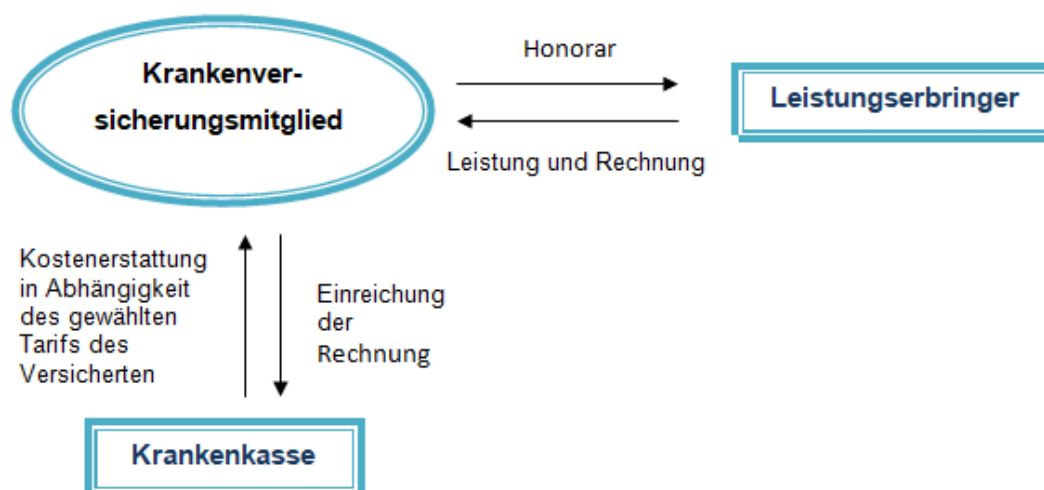 Krankenver-
sicherungsmitglied
Honorar
Leistungserbringer
Leistung und Rechnung
Kostenerstattung
in Abhängigkeit
des gewählten
Tarifs des
Versicherten
Einreichung
der
Rechnung
Krankenkasse